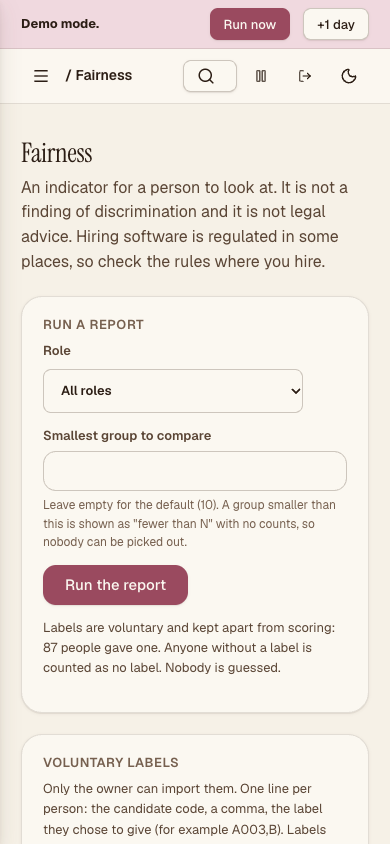 Demo mode.
Run now
+1 day
/ Fairness
Fairness
An indicator for a person to look at. It is not a
finding of discrimination and it is not legal
advice. Hiring software is regulated in some
places, so check the rules where you hire.
RUN A REPORT
Role
All roles
Smallest group to compare
Leave empty for the default (10). A group smaller than
this is shown as "fewer than N" with no counts, so
nobody can be picked out.
Run the report
Labels are voluntary and kept apart from scoring:
87 people gave one. Anyone without a label is
counted as no label. Nobody is guessed.
VOLUNTARY LABELS
Only the owner can import them. One line per
person: the candidate code, a comma, the label
they chose to give (for example A003,B). Labels